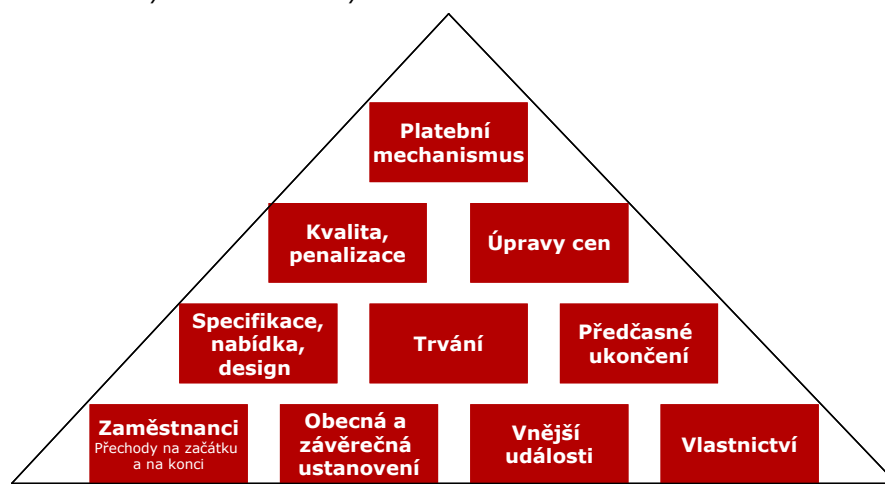 Platební
mechanismus
Kvalita,
penalizace
Úpravy cen
Specifikace,
nabídka,
design
Trvání
Předčasné
ukončení
Zaměstnanci
Přechody na začátku
a na konci
Obecná a
závěrečná
ustanovení
Vnější
události
Vlastnictví